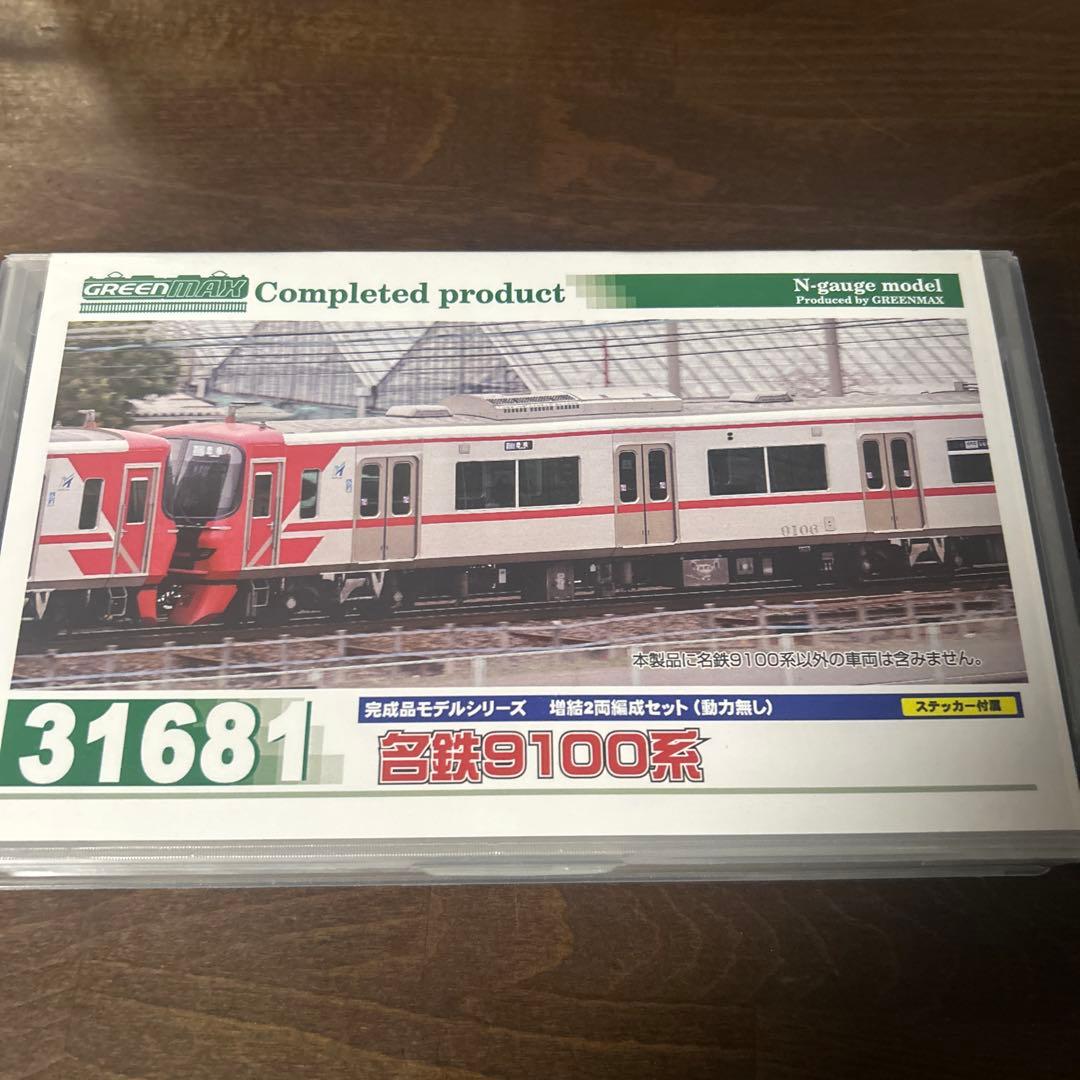 GREENMAX Completed product
N-gauge model
Produced by GREENMAX
9106
本製品に名鉄9100系以外の車両は含みません。
31681
完成品モデルシリーズ 増結2両編成セット(動力無し)
ステッカー付属
名鉄9100系